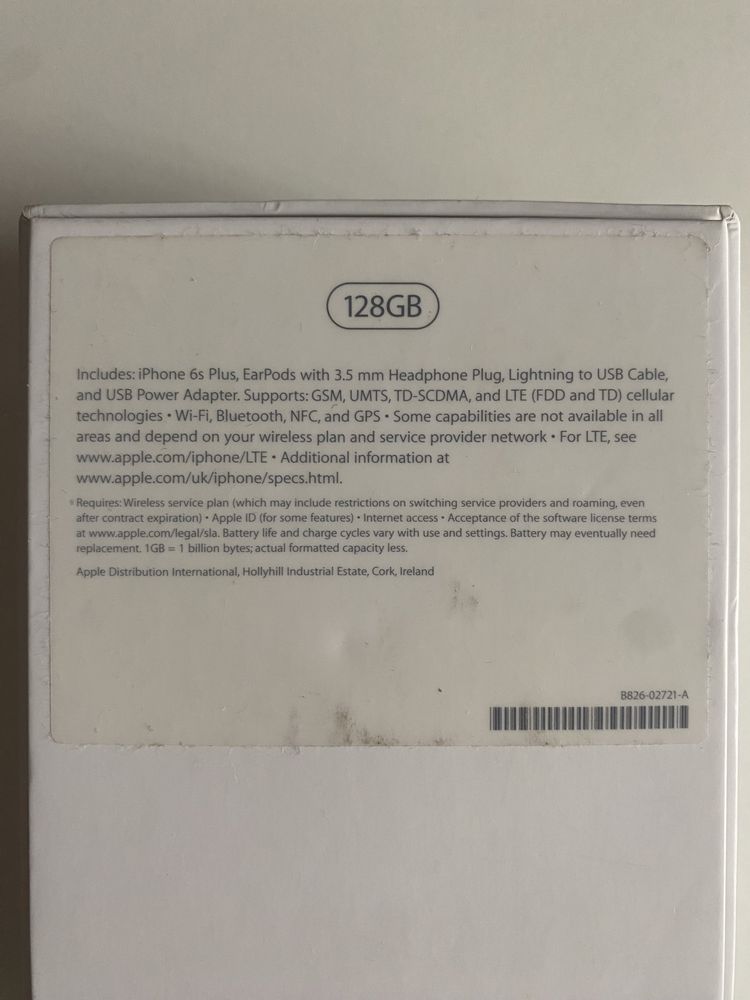 128GB
Includes: iPhone 6s Plus, EarPods with 3.5 mm Headphone Plug, Lightning to USB Cable,
and USB Power Adapter. Supports: GSM, UMTS, TD-SCDMA, and LTE (FDD and TD) cellular
technologies • Wi-Fi, Bluetooth, NFC, and GPS • Some capabilities are not available in all
areas and depend on your wireless plan and service provider network • For LTE, see
www.apple.com/iphone/LTE • Additional information at
www.apple.com/uk/iphone/specs.html.
Requires: Wireless service plan (which may include restrictions on switching service providers and roaming, even
after contract expiration) • Apple ID (for some features) • Internet access • Acceptance of the software license terms
at www.apple.com/legal/sla. Battery life and charge cycles vary with use and settings. Battery may eventually need
replacement. 1GB = 1 billion bytes; actual formatted capacity less.
Apple Distribution International, Hollyhill Industrial Estate, Cork, Ireland
B826-02721-A